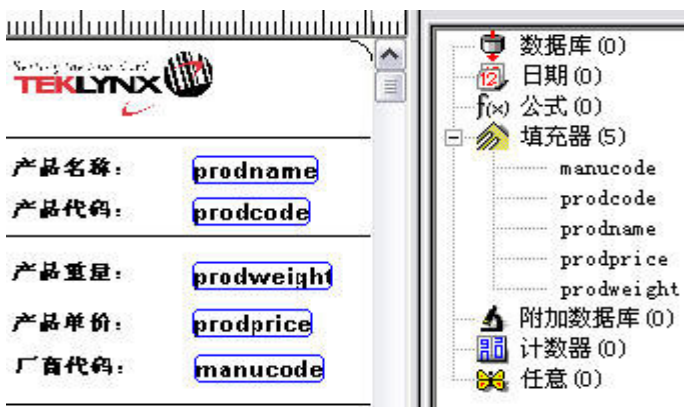 TEKLYNX
产品名称： prodname
产品代码： prodcode
产品重量： prodweight
产品单价： prodprice
厂商代码： manucode
数据库 (0)
12
日期 (0)
f(x) 公式 (0)
填充器 (5)
manucode
prodcode
prodname
prodprice
prodweight
附加数据库 (0)
计数器 (0)
任意 (0)